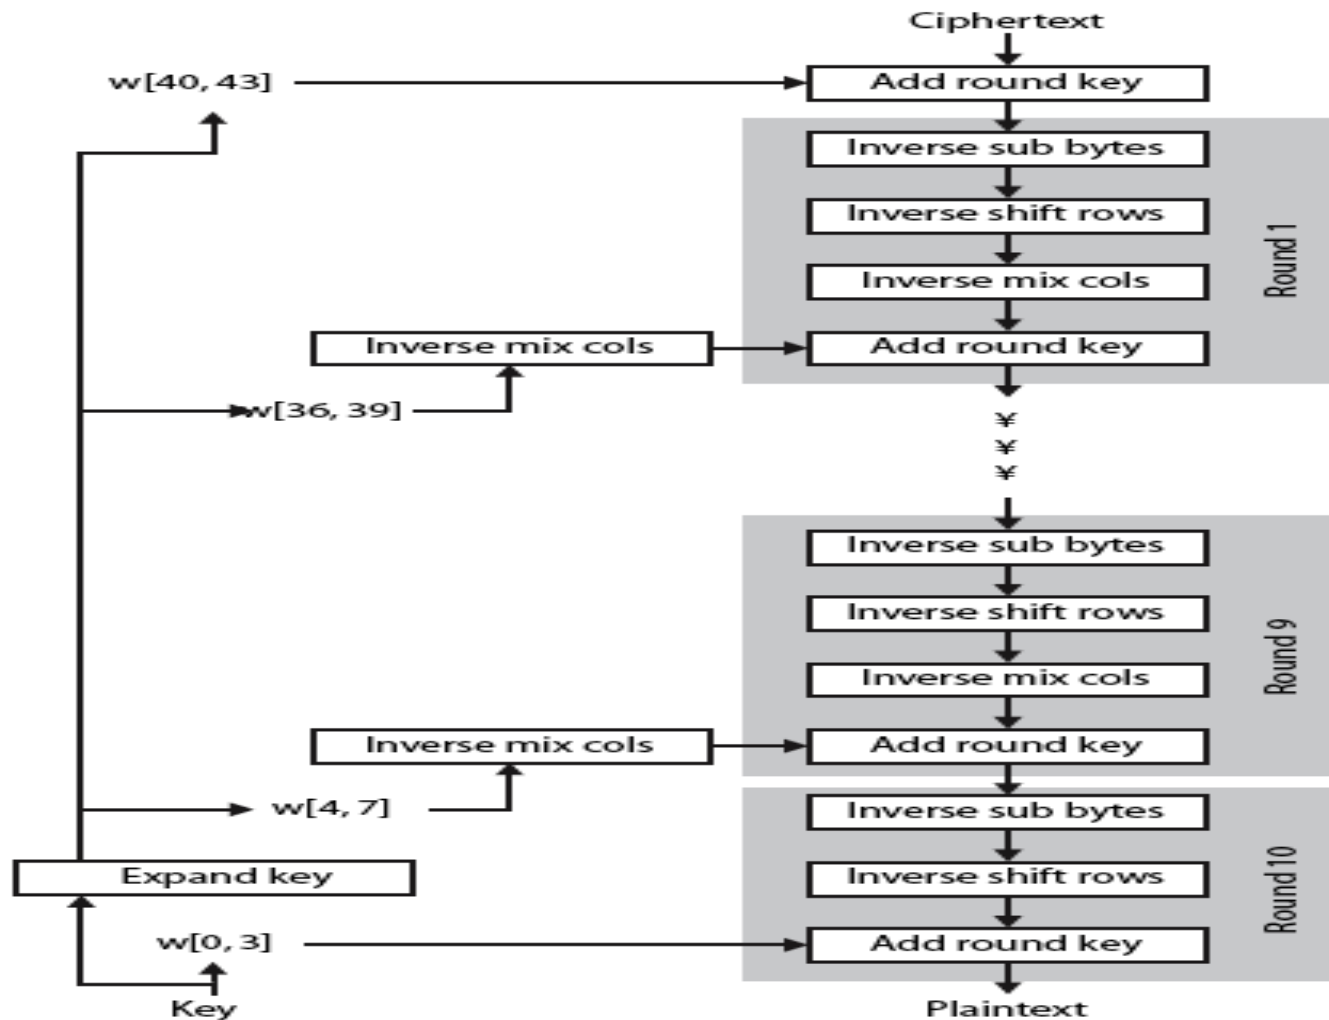 Ciphertext
w[40, 43]
Add round key
Inverse sub bytes
Inverse shift rows
Inverse mix cols
Round 1
Inverse mix cols
Add round key
w[36, 39]
¥
¥
¥
Inverse sub bytes
Inverse shift rows
Inverse mix cols
Round 9
Inverse mix cols
Add round key
w[4, 7]
Inverse sub bytes
Expand key
Inverse shift rows
Round 10
w[0, 3]
Add round key
Key
Plaintext